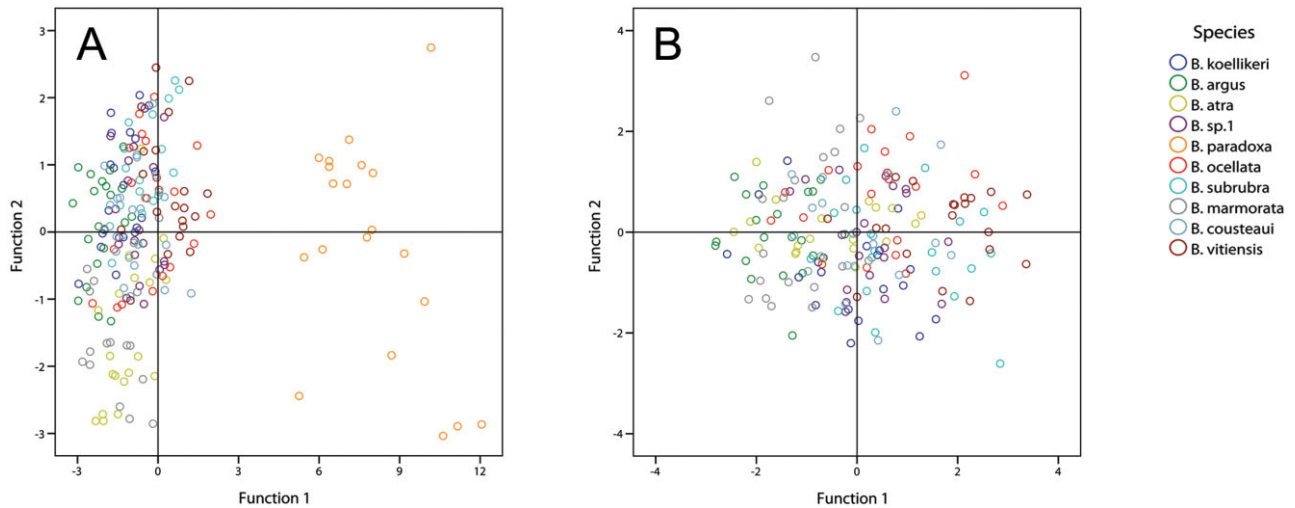 A
3
2
1
0
-1
-2
-3
Function 2
-3
0
3
6
9
12
Function 1
B
4
2
0
-2
-4
Function 2
-4
-2
0
2
4
Function 1
Species
B. koellikeri
B. argus
B. atra
B. sp.1
B. paradoxa
B. ocellata
B. subrubra
B. marmorata
B. cousteaui
B. vitiensis